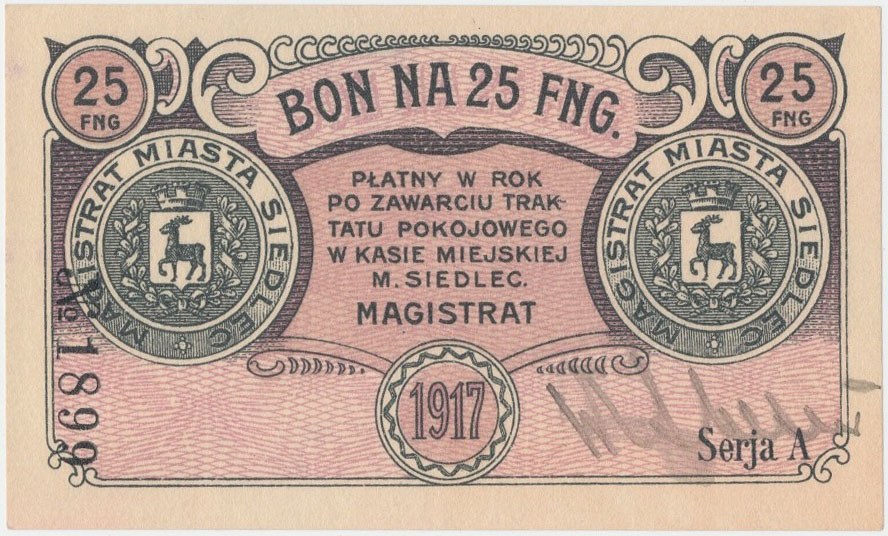 25
FNG
BON NA 25 FNG.
25
FNG
MAGISTRAT MIASTA SIEDLEC
MAGISTRAT MIASTA SIEDLEC
PŁATNY W ROK
PO ZAWARCIU TRAK-
TATU POKOJOWEGO
W KASIE MIEJSKIEJ
M. SIEDLEC.
MAGISTRAT
№ 1899
1917
Serja A